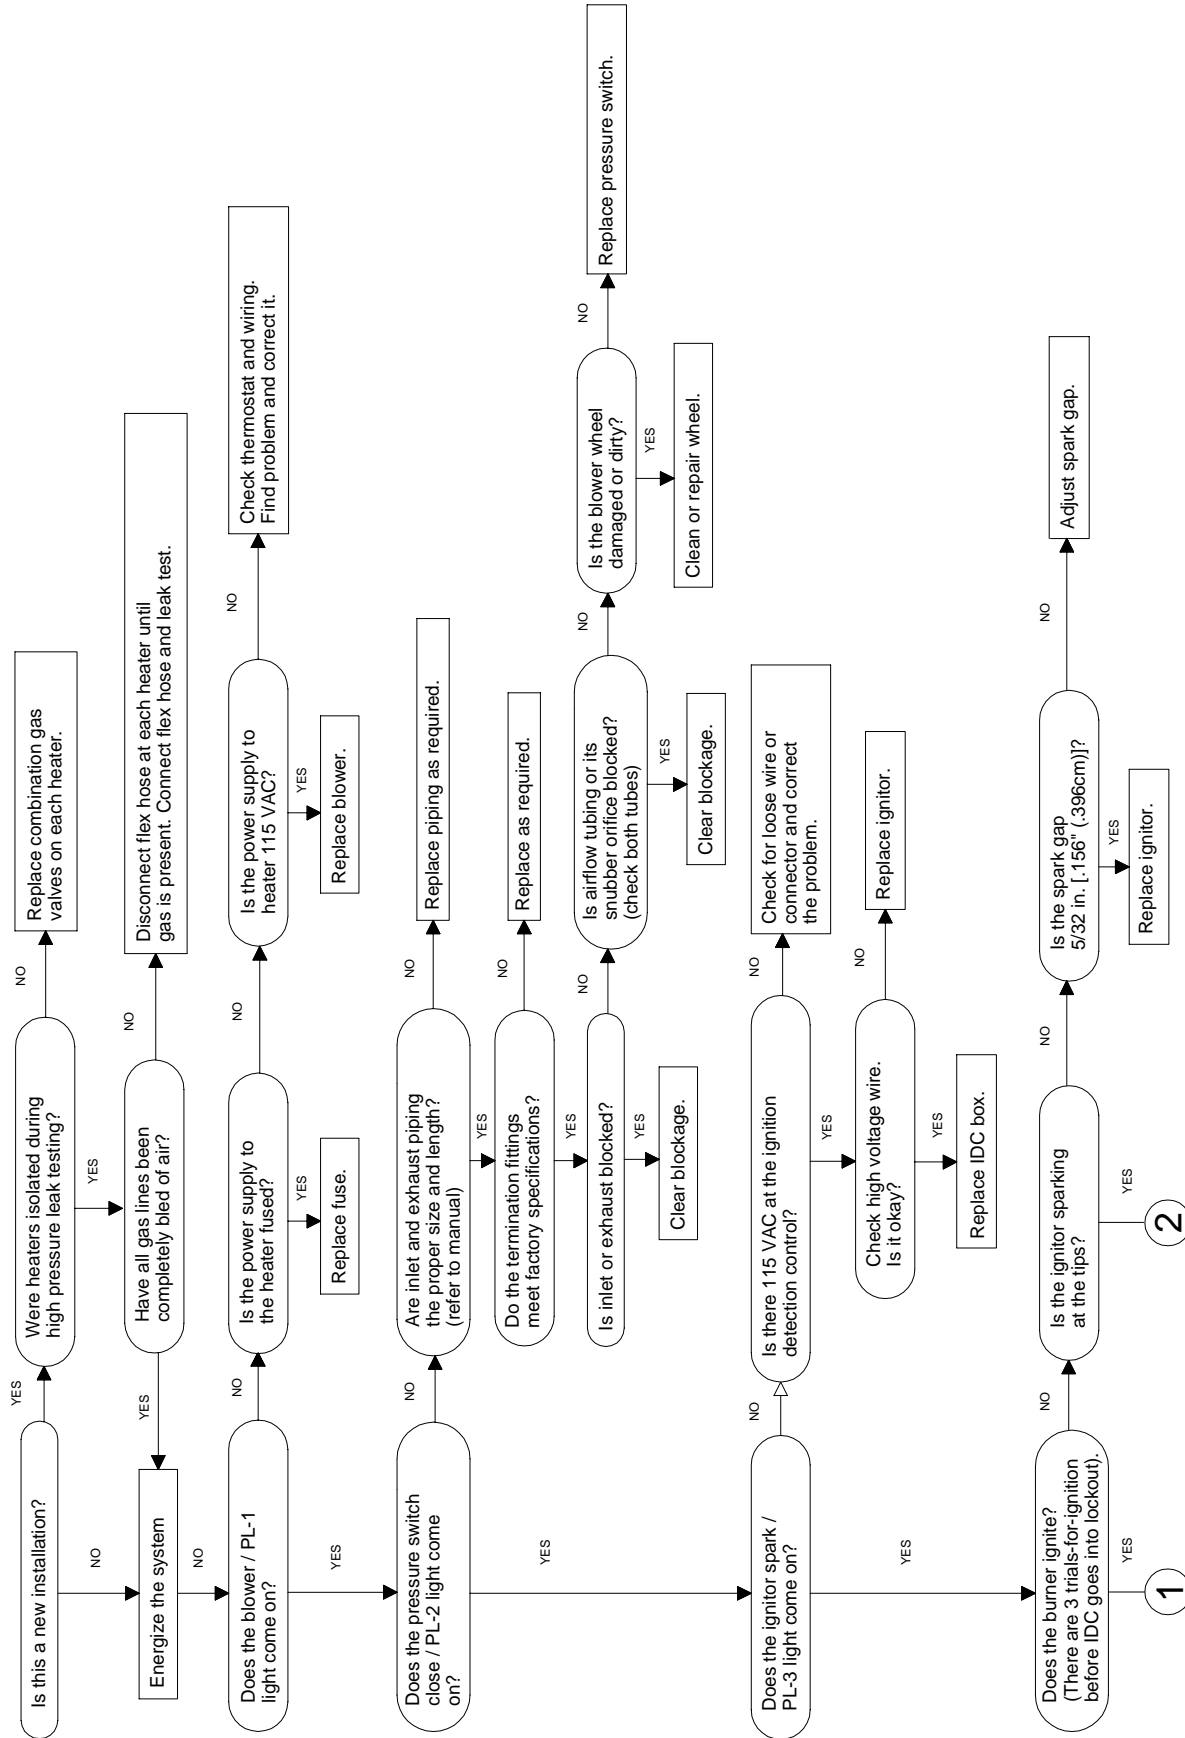 Is this a new installation?
YES
Were heaters isolated during
high pressure leak testing?
NO
Replace combination gas
valves on each heater.
NO
YES
Energize the system
YES
Have all gas lines been
completely bled of air?
NO
Disconnect flex hose at each heater until
gas is present. Connect flex hose and leak test.
NO
Does the blower / PL-1
light come on?
NO
Is the power supply to
the heater fused?
NO
Is the power supply to
heater 115 VAC?
NO
Check thermostat and wiring.
Find problem and correct it.
YES
YES
Replace fuse.
YES
Replace blower.
Does the pressure switch
close / PL-2 light come
on?
NO
Are inlet and exhaust piping
the proper size and length?
(refer to manual)
NO
Replace piping as required.
YES
Do the termination fittings
meet factory specifications?
NO
Replace as required.
YES
YES
Is inlet or exhaust blocked?
NO
Is airflow tubing or its
snubber orifice blocked?
(check both tubes)
NO
Is the blower wheel
damaged or dirty?
NO
Replace pressure switch.
YES
Clear blockage.
YES
Clear blockage.
YES
Clean or repair wheel.
Does the ignitor spark /
PL-3 light come on?
NO
Is there 115 VAC at the ignition
detection control?
NO
Check for loose wire or
connector and correct
the problem.
YES
YES
Check high voltage wire.
Is it okay?
NO
Replace ignitor.
YES
Replace IDC box.
Does the burner ignite?
(There are 3 trials-for-ignition
before IDC goes into lockout).
NO
Is the ignitor sparking
at the tips?
NO
Is the spark gap
5/32 in. [.156" (.396cm)]?
NO
Adjust spark gap.
YES
1
YES
2
YES
Replace ignitor.